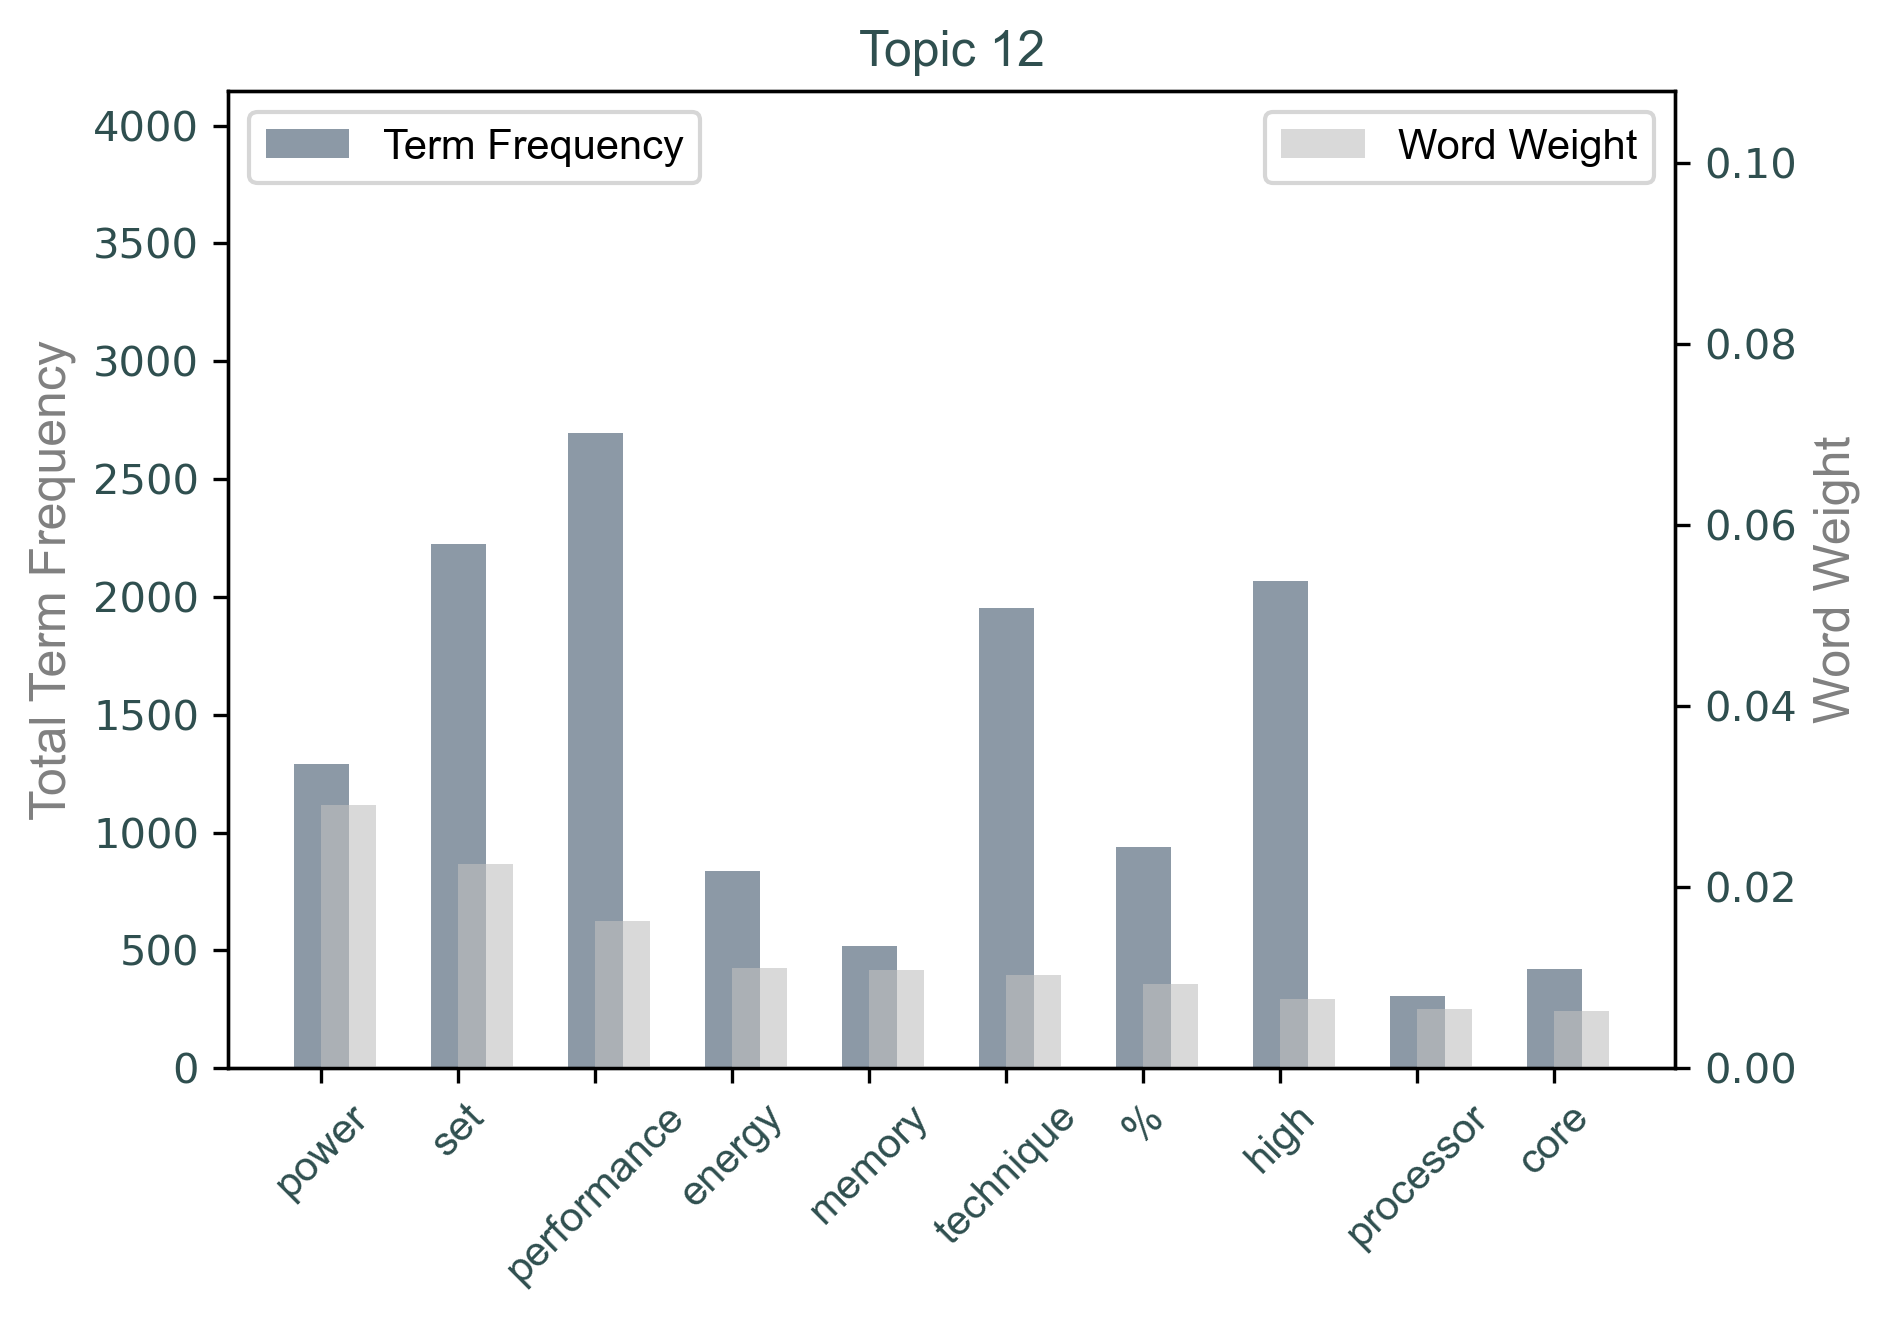 Topic 12
Term Frequency
Word Weight
Total Term Frequency
4000
3500
3000
2500
2000
1500
1000
500
0
0.10
0.08
0.06
0.04
0.02
0.00
Word Weight
power
set
performance
energy
memory
technique
%
high
processor
core